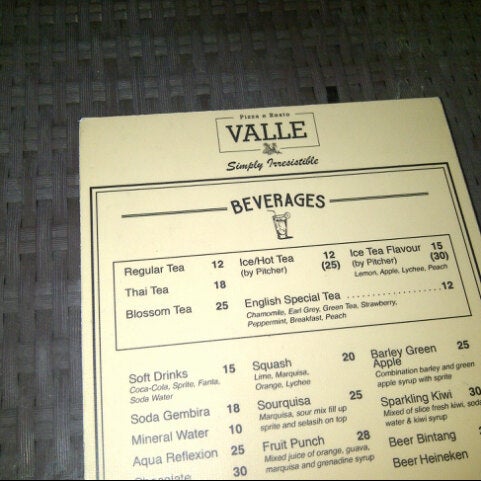 Pizza e Resto
VALLE
Simply Irresistible
BEVERAGES
Regular Tea 12
Thai Tea 18
Blossom Tea 25
Ice/Hot Tea 12
(by Pitcher) (25)
Ice Tea Flavour 15
(by Pitcher) (30)
Lemon, Apple, Lychee, Peach
English Special Tea ..................... 12
Chamomile, Earl Grey, Green Tea, Strawberry,
Peppermint, Breakfast, Peach
Soft Drinks 15
Coca-Cola, Sprite, Fanta,
Soda Water
Soda Gembira 18
Mineral Water 10
Aqua Reflexion 25
Chocolate 30
Squash 20
Lime, Marquisa,
Orange, Lychee
Sourquisa 25
Marquisa, sour mix fill up
sprite and selasih on top
Fruit Punch 28
Mixed juice of orange, guava,
marquisa and grenadine syrup
Barley Green 25
Apple
Combination barley and green
apple syrup with sprite
Sparkling Kiwi 30
Mixed of slice fresh kiwi, soda
water & kiwi syrup
Beer Bintang
Beer Heineken